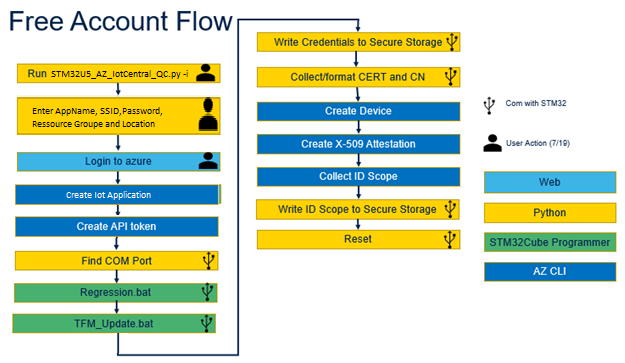 Free Account Flow
Run STM32U5_AZ_IotCentral_QC.py -i
Enter AppName, SSID,Password,
Ressource Groupe and Location
Login to azure
Create Iot Application
Create API token
Find COM Port
Regression.bat
TFM_Update.bat
Write Credentials to Secure Storage
Collect/format CERT and CN
Create Device
Create X-509 Attestation
Collect ID Scope
Write ID Scope to Secure Storage
Reset
Com with STM32
User Action (7/19)
Web
Python
STM32Cube Programmer
AZ CLI